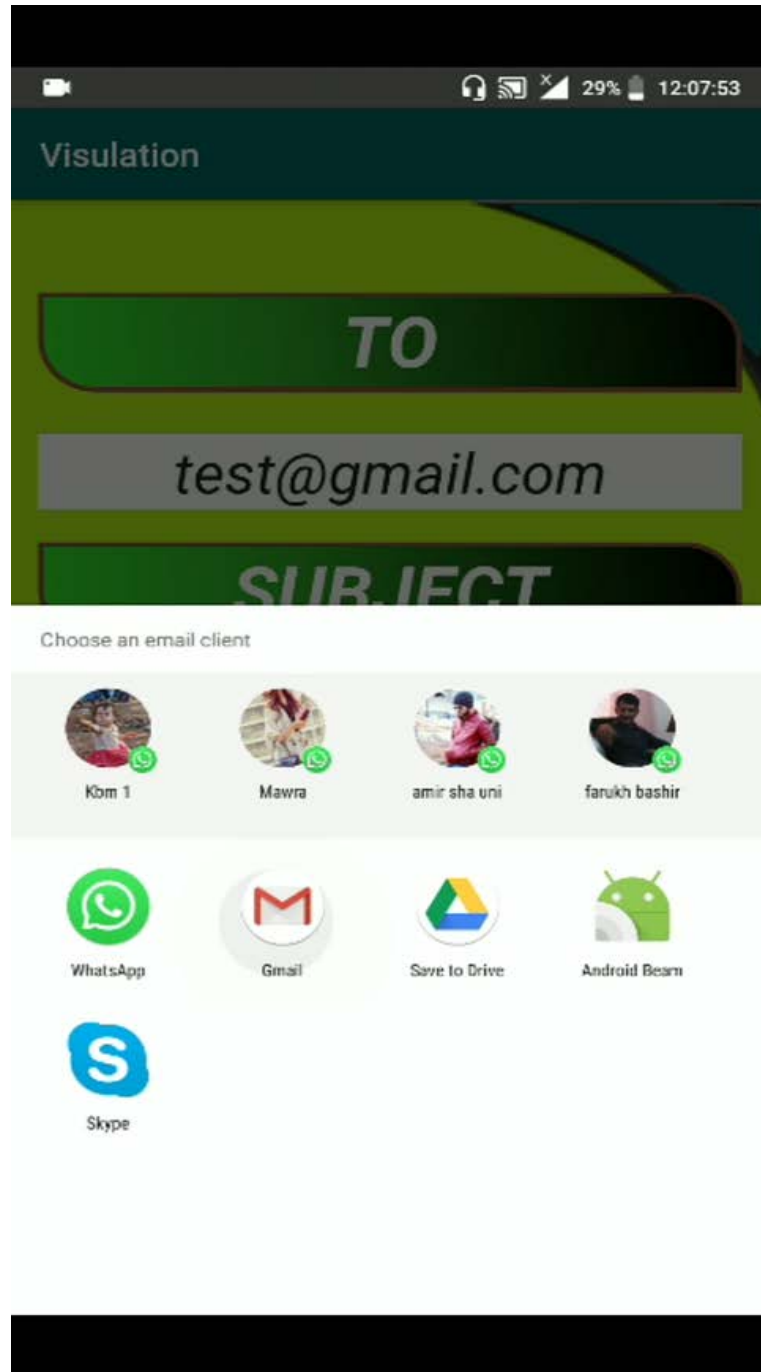 29% 12:07:53
Visulation
TO
test@gmail.com
SUBJECT
Choose an email client
Kbm 1 Mawra amir sha uni farukh bashir
WhatsApp Gmail Save to Drive Android Beam
Skype